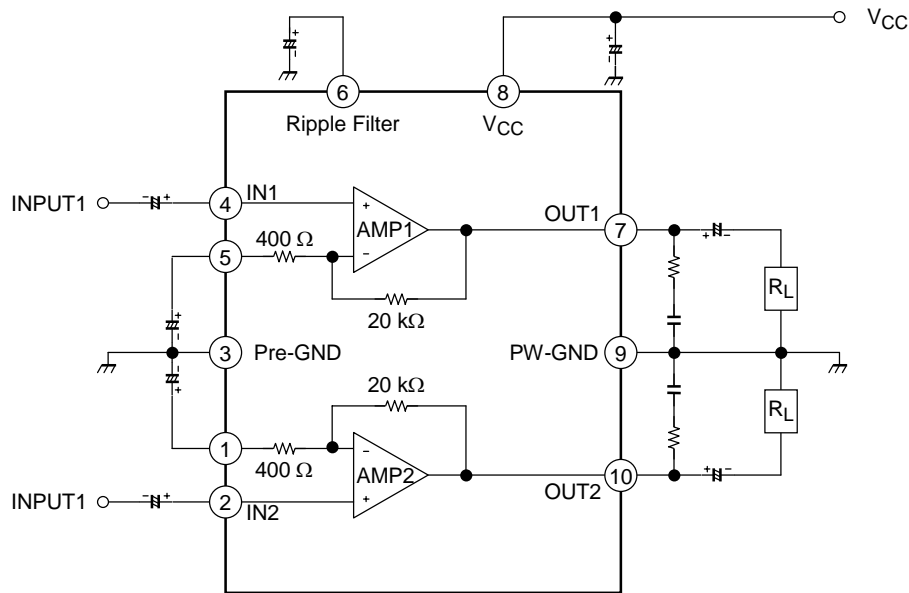 VCC
6
8
Ripple Filter
VCC
INPUT1
4
IN1
AMP1
OUT1
7
5
400 Ω
20 kΩ
RL
3
Pre-GND
PW-GND
9
20 kΩ
RL
1
400 Ω
AMP2
INPUT1
2
IN2
OUT2
10